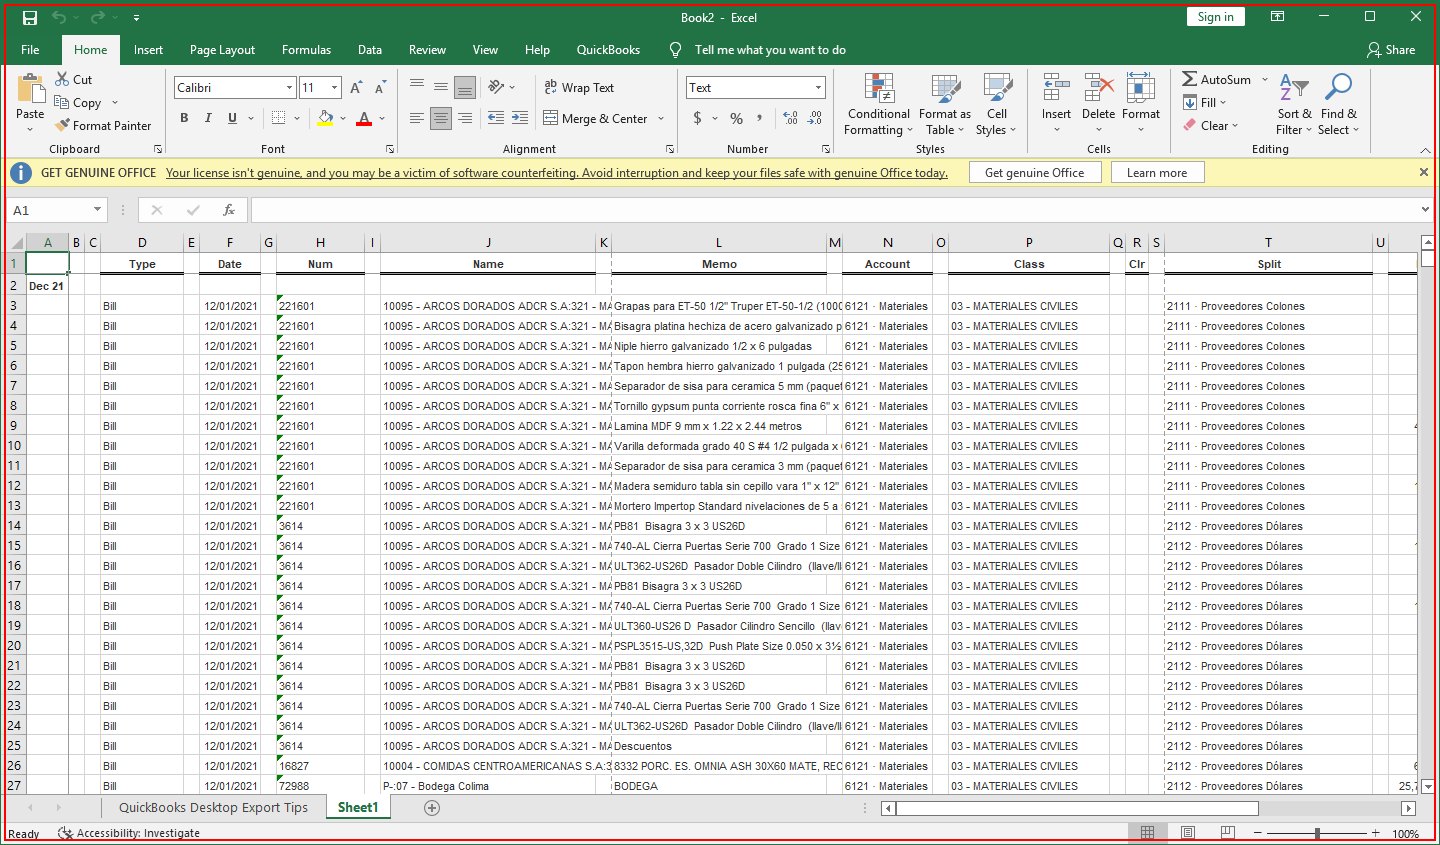 Book2 - Excel
Sign in
File Home Insert Page Layout Formulas Data Review View Help QuickBooks Tell me what you want to do Share
Paste
Cut
Copy
Format Painter
Clipboard
Calibri 11
B I U
Font
Wrap Text
Merge & Center
Alignment
Text
$ % ,
Number
Conditional Formatting
Format as Table
Cell Styles
Styles
Insert Delete Format
Cells
AutoSum
Fill
Clear
Sort & Filter
Find & Select
Editing
GET GENUINE OFFICE Your license isn't genuine, and you may be a victim of software counterfeiting. Avoid interruption and keep your files safe with genuine Office today. Get genuine Office Learn more
A1 fx
A B C D E F G H I J K L M N O P Q R S T U
1 Type Date Num Name Memo Account Class Clr Split
2 Dec 21
3 Bill 12/01/2021 221601 10095 - ARCOS DORADOS ADCR S.A:321 - MA Grapas para ET-50 1/2" Truper ET-50-1/2 (1000 6121 · Materiales 03 - MATERIALES CIVILES 2111 · Proveedores Colones
4 Bill 12/01/2021 221601 10095 - ARCOS DORADOS ADCR S.A:321 - MA Bisagra platina hechiza de acero galvanizado p 6121 · Materiales 03 - MATERIALES CIVILES 2111 · Proveedores Colones
5 Bill 12/01/2021 221601 10095 - ARCOS DORADOS ADCR S.A:321 - MA Niple hierro galvanizado 1/2 x 6 pulgadas 6121 · Materiales 03 - MATERIALES CIVILES 2111 · Proveedores Colones
6 Bill 12/01/2021 221601 10095 - ARCOS DORADOS ADCR S.A:321 - MA Tapon hembra hierro galvanizado 1 pulgada (25 6121 · Materiales 03 - MATERIALES CIVILES 2111 · Proveedores Colones
7 Bill 12/01/2021 221601 10095 - ARCOS DORADOS ADCR S.A:321 - MA Separador de sisa para ceramica 5 mm (paquet 6121 · Materiales 03 - MATERIALES CIVILES 2111 · Proveedores Colones
8 Bill 12/01/2021 221601 10095 - ARCOS DORADOS ADCR S.A:321 - MA Tornillo gypsum punta corriente rosca fina 6" x 6121 · Materiales 03 - MATERIALES CIVILES 2111 · Proveedores Colones
9 Bill 12/01/2021 221601 10095 - ARCOS DORADOS ADCR S.A:321 - MA Lamina MDF 9 mm x 1.22 x 2.44 metros 6121 · Materiales 03 - MATERIALES CIVILES 2111 · Proveedores Colones 4
10 Bill 12/01/2021 221601 10095 - ARCOS DORADOS ADCR S.A:321 - MA Varilla deformada grado 40 S #4 1/2 pulgada x 6121 · Materiales 03 - MATERIALES CIVILES 2111 · Proveedores Colones
11 Bill 12/01/2021 221601 10095 - ARCOS DORADOS ADCR S.A:321 - MA Separador de sisa para ceramica 3 mm (paquet 6121 · Materiales 03 - MATERIALES CIVILES 2111 · Proveedores Colones
12 Bill 12/01/2021 221601 10095 - ARCOS DORADOS ADCR S.A:321 - MA Madera semiduro tabla sin cepillo vara 1" x 12" 6121 · Materiales 03 - MATERIALES CIVILES 2111 · Proveedores Colones
13 Bill 12/01/2021 221601 10095 - ARCOS DORADOS ADCR S.A:321 - MA Mortero Impertop Standard nivelaciones de 5 a 6121 · Materiales 03 - MATERIALES CIVILES 2111 · Proveedores Colones
14 Bill 12/01/2021 3614 10095 - ARCOS DORADOS ADCR S.A:321 - MA PB81 Bisagra 3 x 3 US26D 6121 · Materiales 03 - MATERIALES CIVILES 2112 · Proveedores Dólares
15 Bill 12/01/2021 3614 10095 - ARCOS DORADOS ADCR S.A:321 - MA 740-AL Cierra Puertas Serie 700 Grado 1 Size 6121 · Materiales 03 - MATERIALES CIVILES 2112 · Proveedores Dólares
16 Bill 12/01/2021 3614 10095 - ARCOS DORADOS ADCR S.A:321 - MA ULT362-US26D Pasador Doble Cilindro (llave/ll 6121 · Materiales 03 - MATERIALES CIVILES 2112 · Proveedores Dólares
17 Bill 12/01/2021 3614 10095 - ARCOS DORADOS ADCR S.A:321 - MA PB81 Bisagra 3 x 3 US26D 6121 · Materiales 03 - MATERIALES CIVILES 2112 · Proveedores Dólares
18 Bill 12/01/2021 3614 10095 - ARCOS DORADOS ADCR S.A:321 - MA 740-AL Cierra Puertas Serie 700 Grado 1 Size 6121 · Materiales 03 - MATERIALES CIVILES 2112 · Proveedores Dólares
19 Bill 12/01/2021 3614 10095 - ARCOS DORADOS ADCR S.A:321 - MA ULT360-US26 D Pasador Cilindro Sencillo (llav 6121 · Materiales 03 - MATERIALES CIVILES 2112 · Proveedores Dólares
20 Bill 12/01/2021 3614 10095 - ARCOS DORADOS ADCR S.A:321 - MA PSPL3515-US,32D Push Plate Size 0.050 x 3½ 6121 · Materiales 03 - MATERIALES CIVILES 2112 · Proveedores Dólares
21 Bill 12/01/2021 3614 10095 - ARCOS DORADOS ADCR S.A:321 - MA PB81 Bisagra 3 x 3 US26D 6121 · Materiales 03 - MATERIALES CIVILES 2112 · Proveedores Dólares
22 Bill 12/01/2021 3614 10095 - ARCOS DORADOS ADCR S.A:321 - MA PB81 Bisagra 3 x 3 US26D 6121 · Materiales 03 - MATERIALES CIVILES 2112 · Proveedores Dólares
23 Bill 12/01/2021 3614 10095 - ARCOS DORADOS ADCR S.A:321 - MA 740-AL Cierra Puertas Serie 700 Grado 1 Size 6121 · Materiales 03 - MATERIALES CIVILES 2112 · Proveedores Dólares
24 Bill 12/01/2021 3614 10095 - ARCOS DORADOS ADCR S.A:321 - MA ULT362-US26D Pasador Doble Cilindro (llave/ll 6121 · Materiales 03 - MATERIALES CIVILES 2112 · Proveedores Dólares
25 Bill 12/01/2021 3614 10095 - ARCOS DORADOS ADCR S.A:321 - MA Descuentos 6121 · Materiales 03 - MATERIALES CIVILES 2112 · Proveedores Dólares
26 Bill 12/01/2021 16827 10004 - COMIDAS CENTROAMERICANAS S.A:3 8332 PORC. ES. OMNIA ASH 30X60 MATE, REC 6121 · Materiales 03 - MATERIALES CIVILES 2112 · Proveedores Dólares 6
27 Bill 12/01/2021 72988 P-:07 - Bodega Colima BODEGA 6121 · Materiales 03 - MATERIALES CIVILES 2112 · Proveedores Dólares 25,7
QuickBooks Desktop Export Tips Sheet1
Ready Accessibility: Investigate 100%